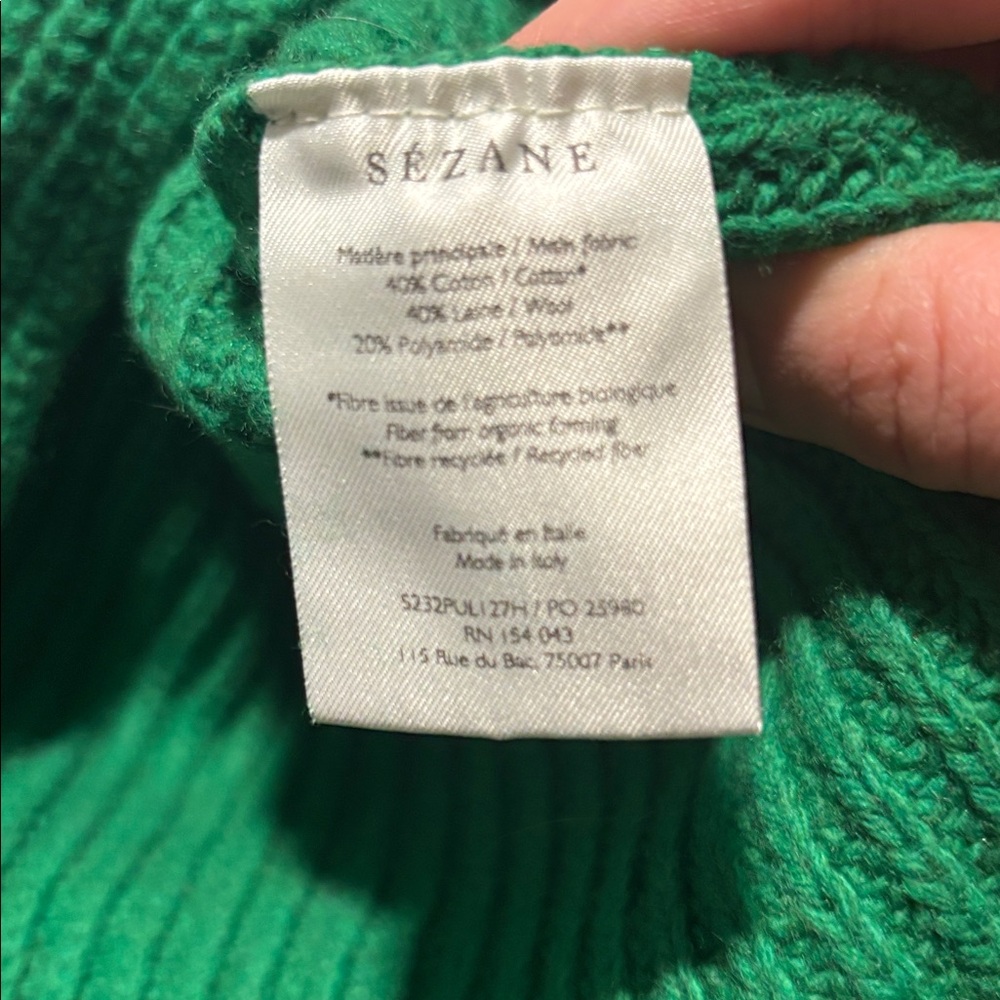 SÉZANE
Matière principale / Main fabric
40% Coton / Cotton*
40% Laine / Wool
20% Polyamide / Polyamide**
*Fibre issue de l'agriculture biologique
Fiber from organic farming
**Fibre recyclée / Recycled fiber
Fabriqué en Italie
Made in Italy
S232PUL127H / PO 25980
RN 154 043
115 Rue du Bac, 75007 Paris